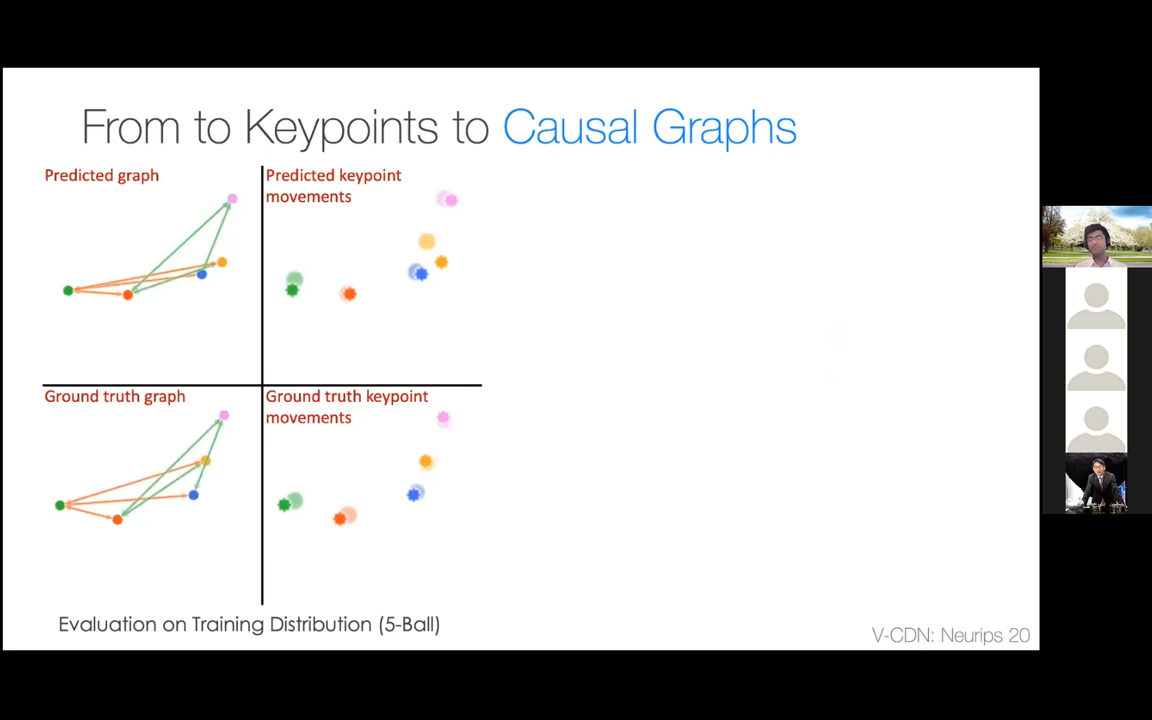 From to Keypoints to Causal Graphs
Predicted graph
Predicted keypoint
movements
Ground truth graph
Ground truth keypoint
movements
Evaluation on Training Distribution (5-Ball)
V-CDN: Neurips 20